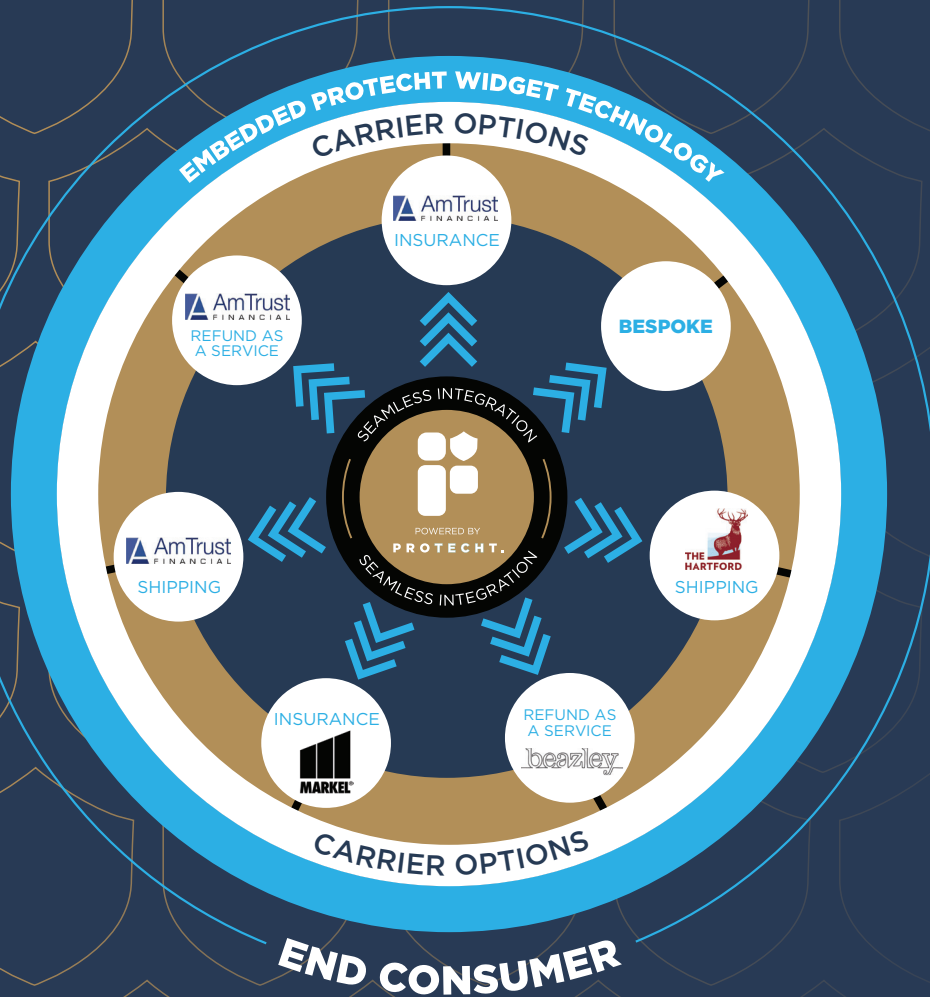 EMBEDDED PROTECHT WIDGET TECHNOLOGY
CARRIER OPTIONS
AmTrust
FINANCIAL
INSURANCE
AmTrust
FINANCIAL
REFUND AS
A SERVICE
BESPOKE
SEAMLESS INTEGRATION
POWERED BY
PROTECHT.
SEAMLESS INTEGRATION
AmTrust
FINANCIAL
SHIPPING
THE
HARTFORD
SHIPPING
INSURANCE
MARKEL®
REFUND AS
A SERVICE
beazley
CARRIER OPTIONS
END CONSUMER